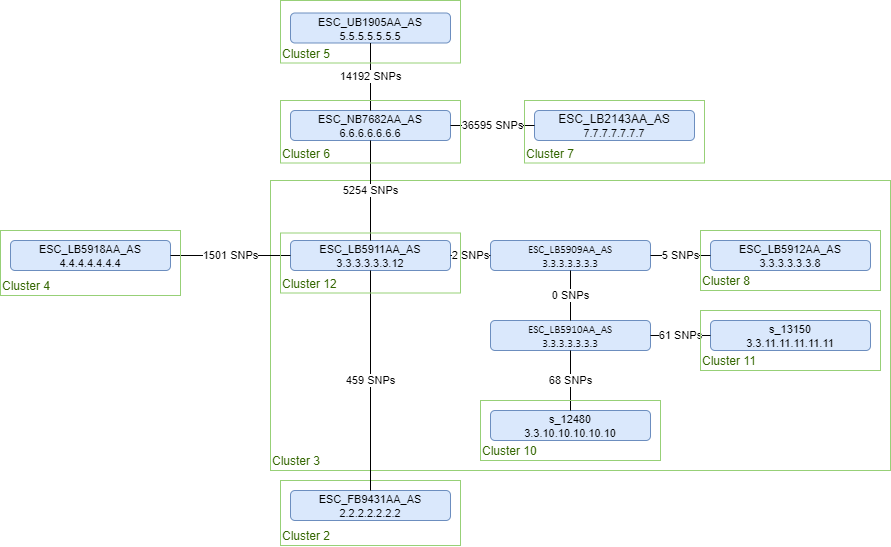 ESC_UB1905AA_AS
5.5.5.5.5.5.5
Cluster 5
14192 SNPs
ESC_NB7682AA_AS
6.6.6.6.6.6.6
Cluster 6
36595 SNPs
ESC_LB2143AA_AS
7.7.7.7.7.7.7
Cluster 7
5254 SNPs
ESC_LB5918AA_AS
4.4.4.4.4.4.4
Cluster 4
1501 SNPs
ESC_LB5911AA_AS
3.3.3.3.3.3.12
Cluster 12
2 SNPs
ESC_LB5909AA_AS
3.3.3.3.3.3.3
5 SNPs
ESC_LB5912AA_AS
3.3.3.3.3.3.8
Cluster 8
0 SNPs
ESC_LB5910AA_AS
3.3.3.3.3.3.3
61 SNPs
s_13150
3.3.11.11.11.11.11
Cluster 11
459 SNPs
68 SNPs
s_12480
3.3.10.10.10.10.10
Cluster 10
Cluster 3
ESC_FB9431AA_AS
2.2.2.2.2.2.2
Cluster 2